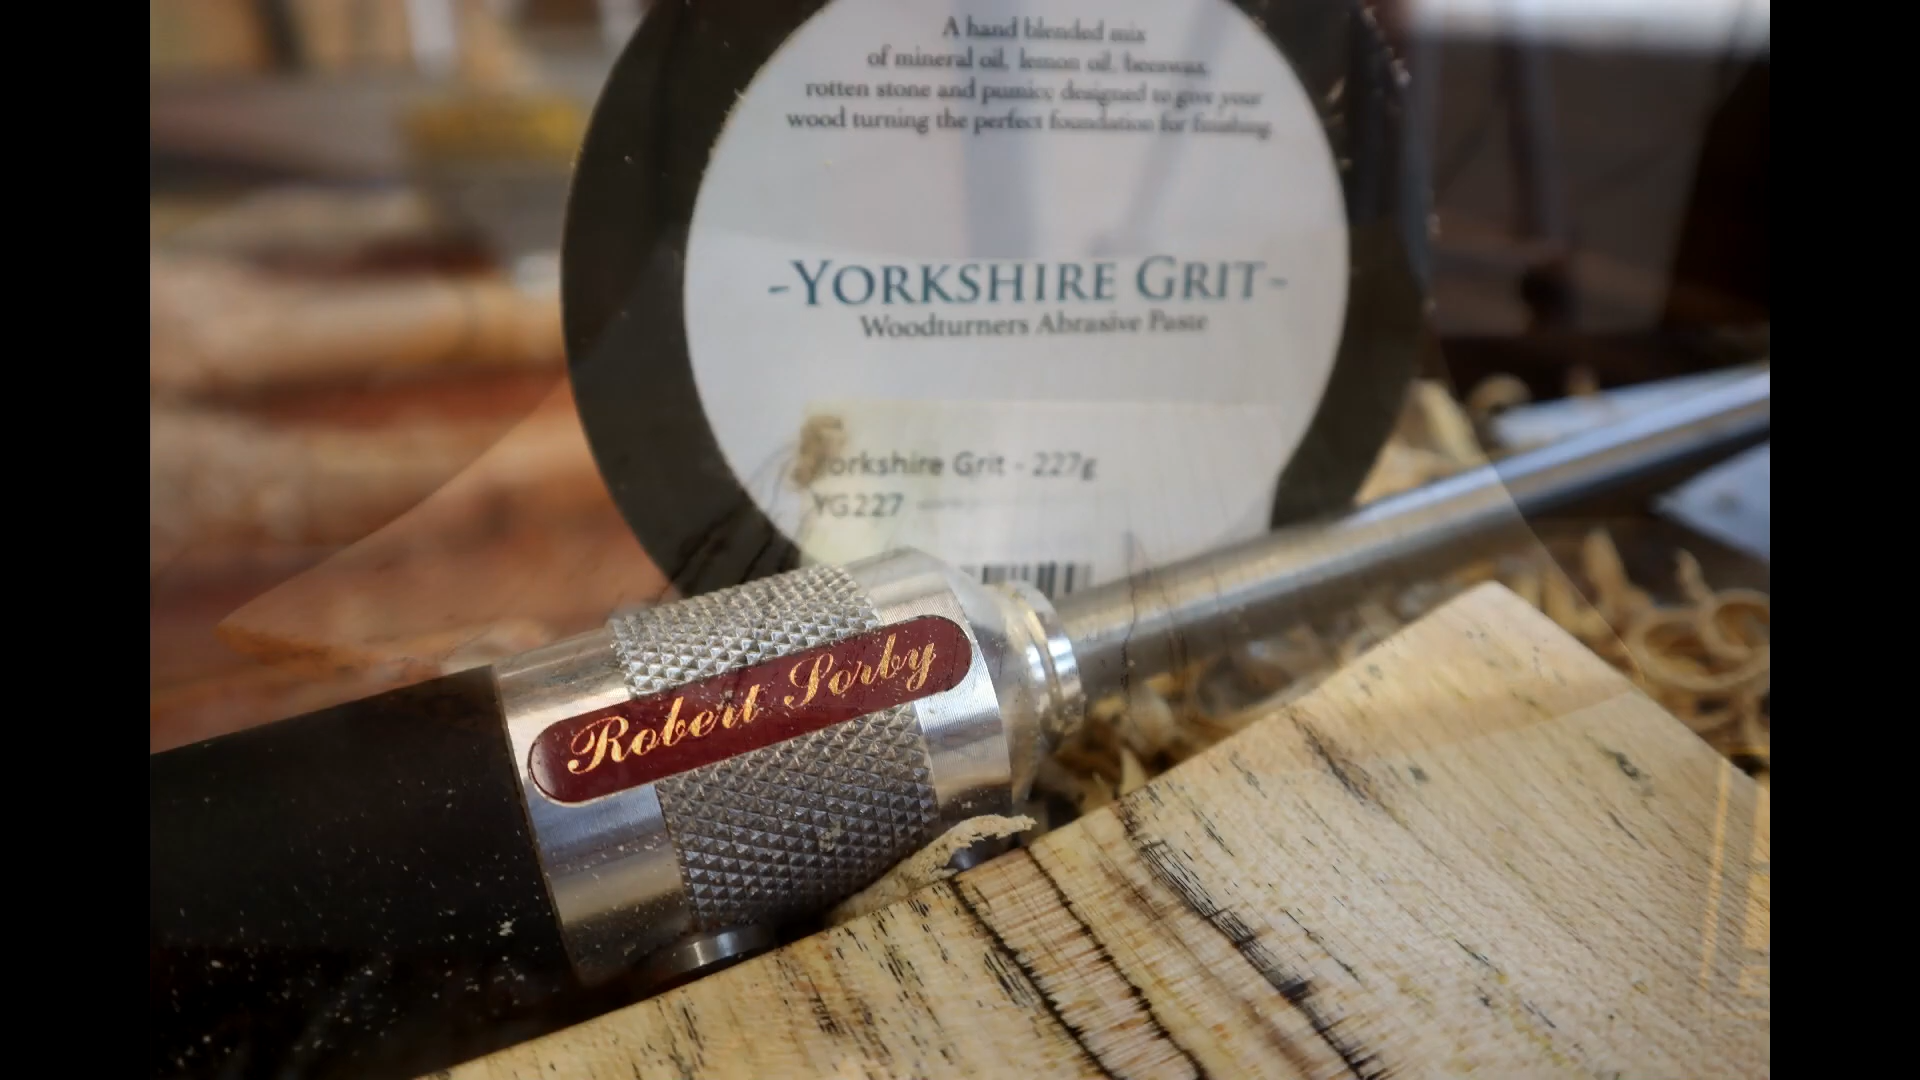 A hand blended mix
of mineral oil, lemon oil, beeswax,
rotten stone and pumice designed to give your
wood turning the perfect foundation for finishing.
-YORKSHIRE GRIT-
Woodturners Abrasive Paste
Yorkshire Grit - 227g
YG227
Robert Sorby